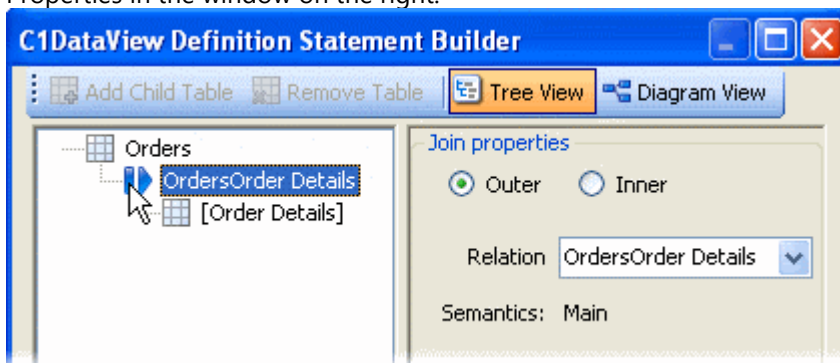 Properties in the window on the right.
C1DataView Definition Statement Builder
Add Child Table Remove Table Tree View Diagram View
Orders
OrdersOrder Details
[Order Details]
Join properties
Outer Inner
Relation OrdersOrder Details
Semantics: Main